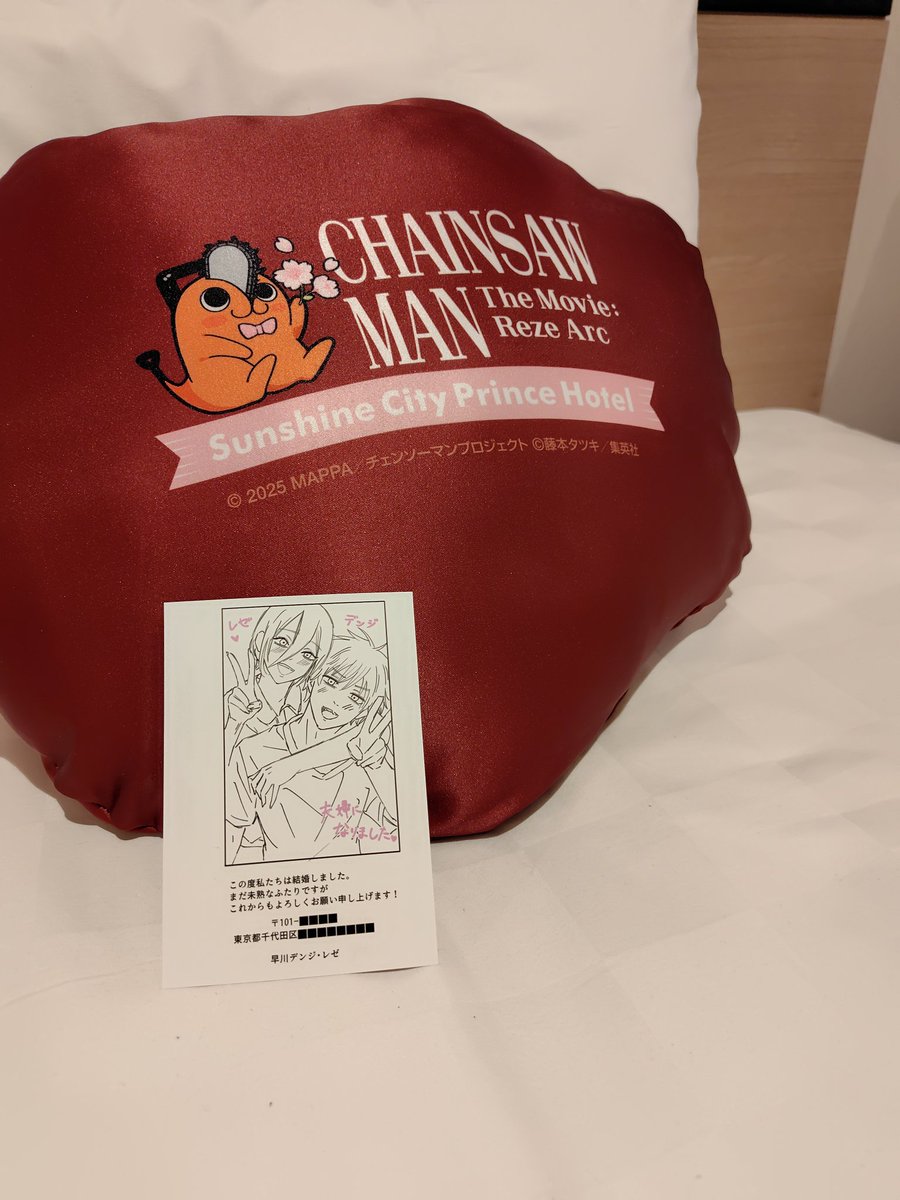 CHAINSAW
MAN The Movie:
Reze Arc
Sunshine City Prince Hotel
© 2025 MAPPA／チェンソーマンプロジェクト ©藤本タツキ／集英社
レゼ♥ デンジ
夫婦に
なりました♥
この度私たちは結婚しました。
まだ未熟なふたりですが
これからもよろしくお願い申し上げます！
〒101-■■■■
東京都千代田区■■■■■■■■
早川デンジ・レゼ